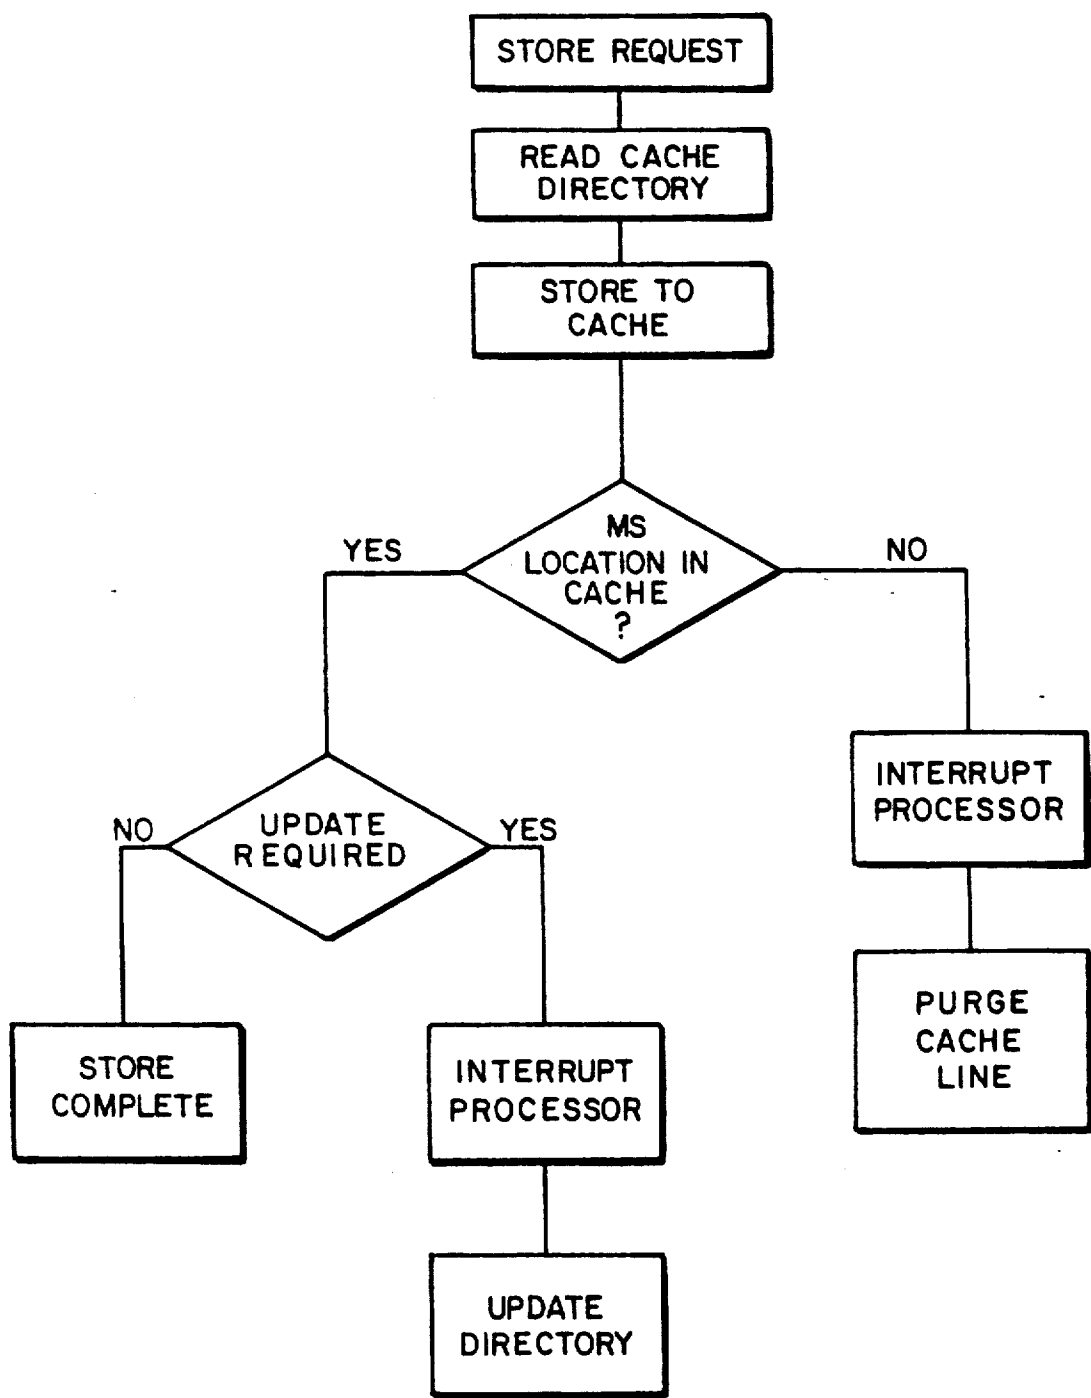 STORE REQUEST
READ CACHE
DIRECTORY
STORE TO
CACHE
MS
LOCATION IN
CACHE
?
YES
NO
UPDATE
REQUIRED
NO
YES
INTERRUPT
PROCESSOR
PURGE
CACHE
LINE
STORE
COMPLETE
INTERRUPT
PROCESSOR
UPDATE
DIRECTORY